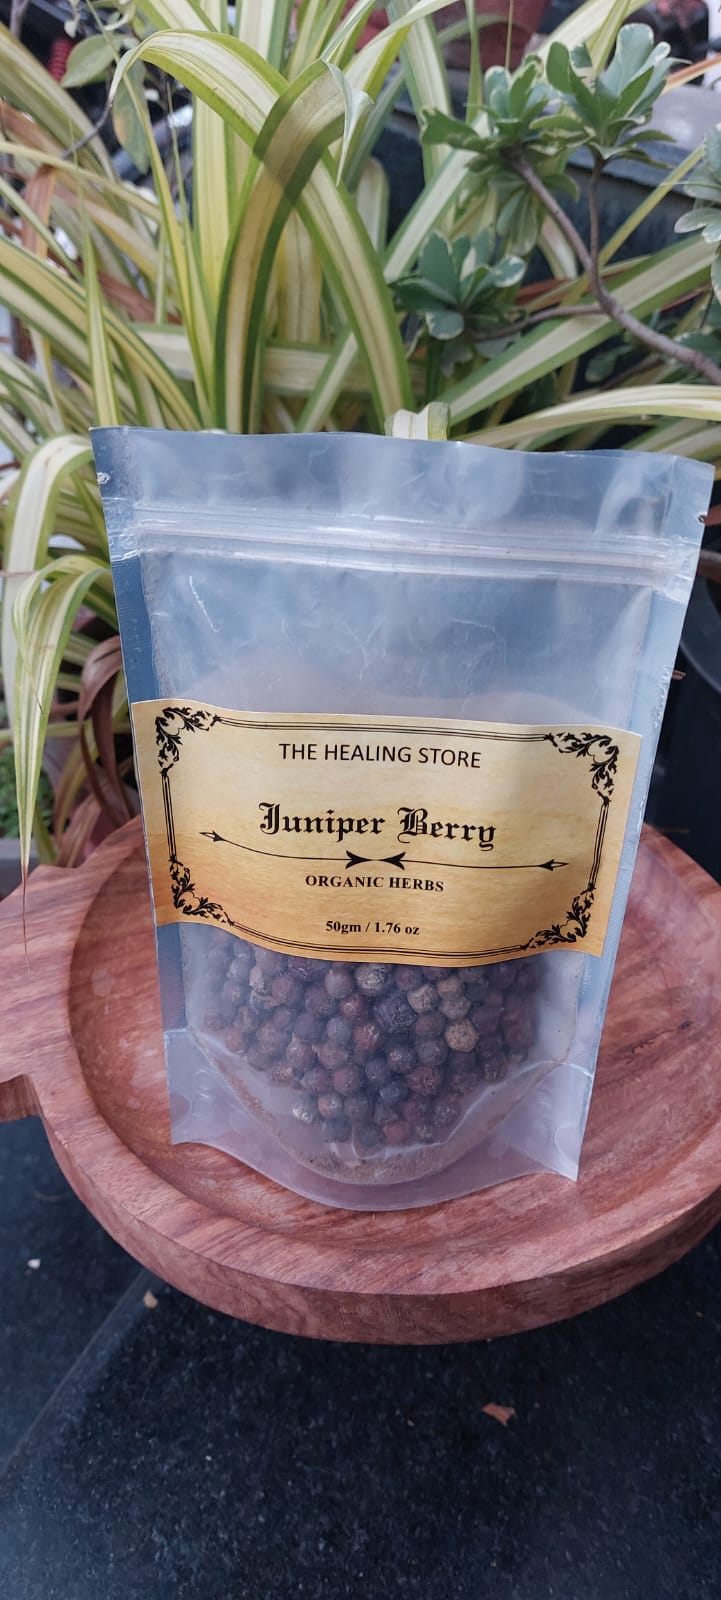 THE HEALING STORE
Juniper Berry
ORGANIC HERBS
50gm / 1.76 oz